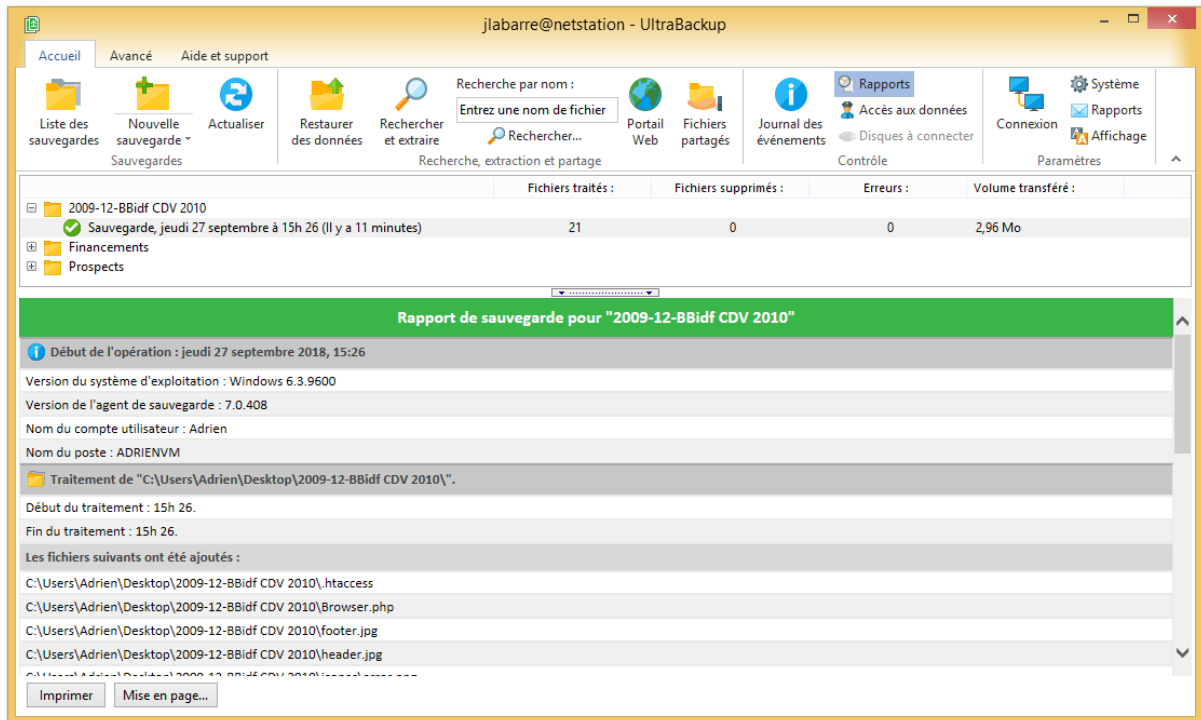 jlabarre@netstation - UltraBackup
Accueil Avancé Aide et support
Liste des sauvegardes
Nouvelle sauvegarde
Actualiser
Sauvegardes
Restaurer des données
Rechercher et extraire
Recherche par nom :
Entrez une nom de fichier
Rechercher...
Portail Web
Fichiers partagés
Recherche, extraction et partage
Journal des événements
Rapports
Accès aux données
Disques à connecter
Contrôle
Connexion
Système
Rapports
Affichage
Paramètres
Fichiers traités : Fichiers supprimés : Erreurs : Volume transféré :
2009-12-BBidf CDV 2010
Sauvegarde, jeudi 27 septembre à 15h 26 (Il y a 11 minutes) 21 0 0 2,96 Mo
Financements
Prospects
Rapport de sauvegarde pour "2009-12-BBidf CDV 2010"
Début de l'opération : jeudi 27 septembre 2018, 15:26
Version du système d'exploitation : Windows 6.3.9600
Version de l'agent de sauvegarde : 7.0.408
Nom du compte utilisateur : Adrien
Nom du poste : ADRIENVM
Traitement de "C:\Users\Adrien\Desktop\2009-12-BBidf CDV 2010\".
Début du traitement : 15h 26.
Fin du traitement : 15h 26.
Les fichiers suivants ont été ajoutés :
C:\Users\Adrien\Desktop\2009-12-BBidf CDV 2010\.htaccess
C:\Users\Adrien\Desktop\2009-12-BBidf CDV 2010\Browser.php
C:\Users\Adrien\Desktop\2009-12-BBidf CDV 2010\footer.jpg
C:\Users\Adrien\Desktop\2009-12-BBidf CDV 2010\header.jpg
Imprimer Mise en page...